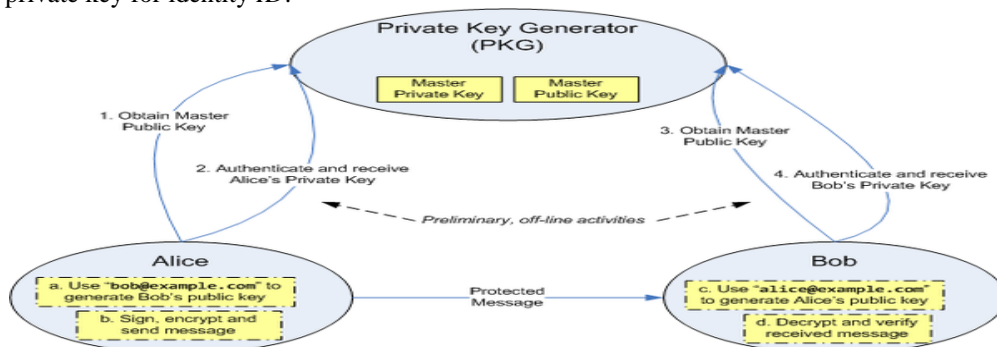 private key for identity ID.
Private Key Generator
(PKG)
Master
Private Key
Master
Public Key
1. Obtain Master
Public Key
2. Authenticate and receive
Alice's Private Key
3. Obtain Master
Public Key
4. Authenticate and receive
Bob's Private Key
Preliminary, off-line activities
Alice
a. Use "bob@example.com" to
generate Bob's public key
b. Sign, encrypt and
send message
Protected
Message
Bob
c. Use "alice@example.com"
to generate Alice's public key
d. Decrypt and verify
received message